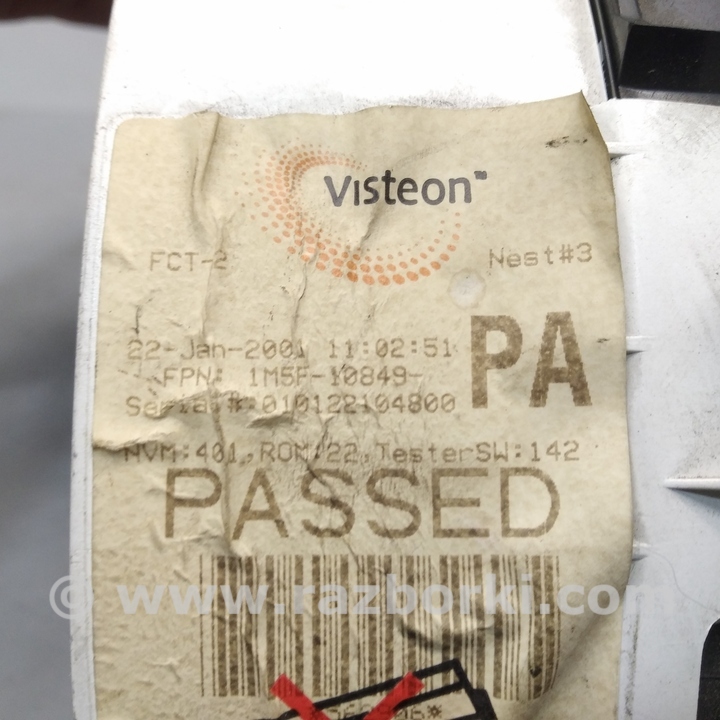 Visteon™
FCT-2 Nest#3
22-Jan-2001 11:02:51
FPN: 1M5F-10849-
PA
Serial#:010122104800
NVM:401,ROM:22,TesterSW:142
PASSED
© www.razborki.com